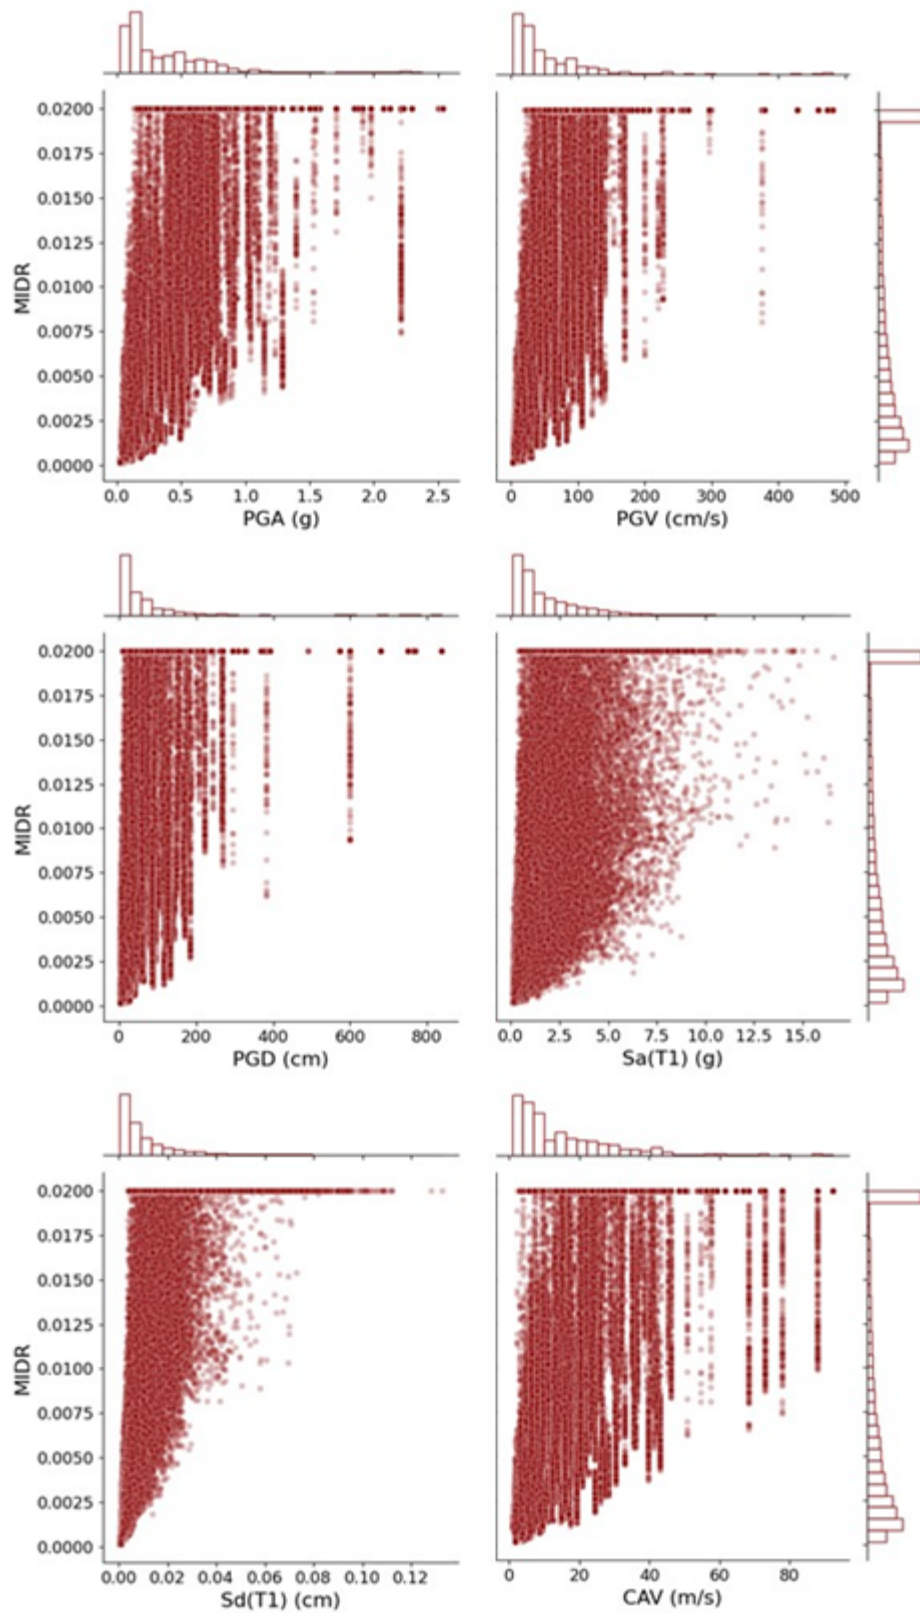 0.0200
0.0175
0.0150
0.0125
0.0100
0.0075
0.0050
0.0025
0.0000
MIDR
0.0 0.5 1.0 1.5 2.0 2.5
PGA (g)
0 100 200 300 400 500
PGV (cm/s)
0.0200
0.0175
0.0150
0.0125
0.0100
0.0075
0.0050
0.0025
0.0000
MIDR
0 200 400 600 800
PGD (cm)
0.0 2.5 5.0 7.5 10.0 12.5 15.0
Sa(T1) (g)
0.0200
0.0175
0.0150
0.0125
0.0100
0.0075
0.0050
0.0025
0.0000
MIDR
0.00 0.02 0.04 0.06 0.08 0.10 0.12
Sd(T1) (cm)
0 20 40 60 80
CAV (m/s)